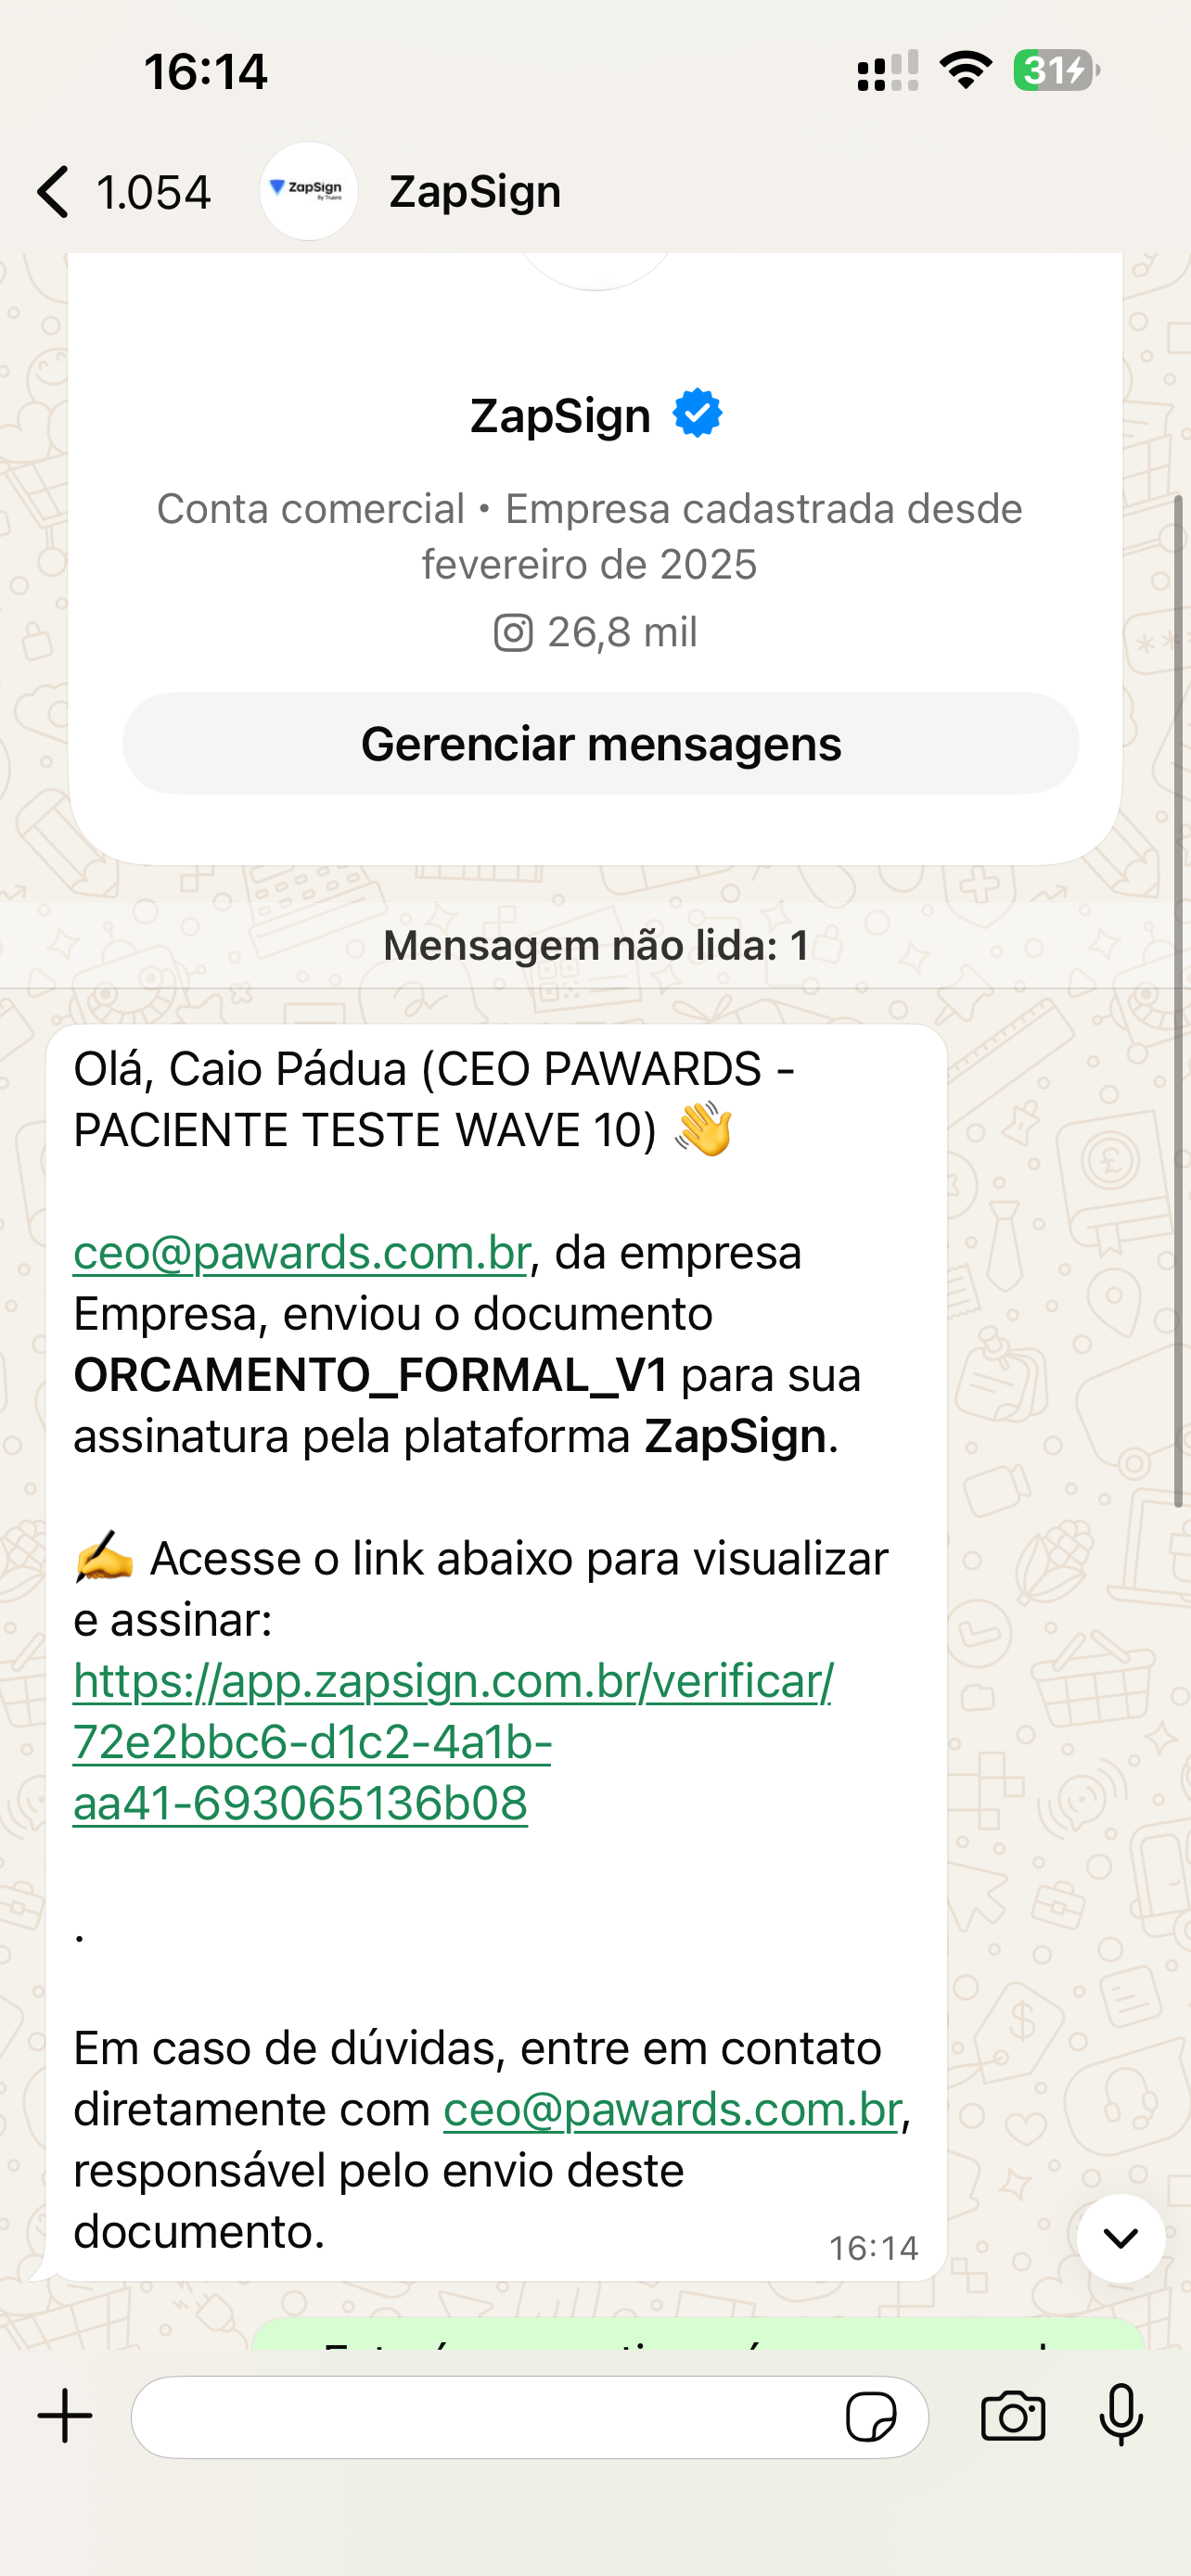 16:14
31
1.054
ZapSign
ZapSign
ZapSign
Conta comercial • Empresa cadastrada desde
fevereiro de 2025
26,8 mil
Gerenciar mensagens
Mensagem não lida: 1
Olá, Caio Pádua (CEO PAWARDS -
PACIENTE TESTE WAVE 10) 👋
ceo@pawards.com.br, da empresa
Empresa, enviou o documento
ORCAMENTO_FORMAL_V1 para sua
assinatura pela plataforma ZapSign.
✍️ Acesse o link abaixo para visualizar
e assinar:
https://app.zapsign.com.br/verificar/
72e2bbc6-d1c2-4a1b-
aa41-693065136b08
.
Em caso de dúvidas, entre em contato
diretamente com ceo@pawards.com.br,
responsável pelo envio deste
documento.
16:14